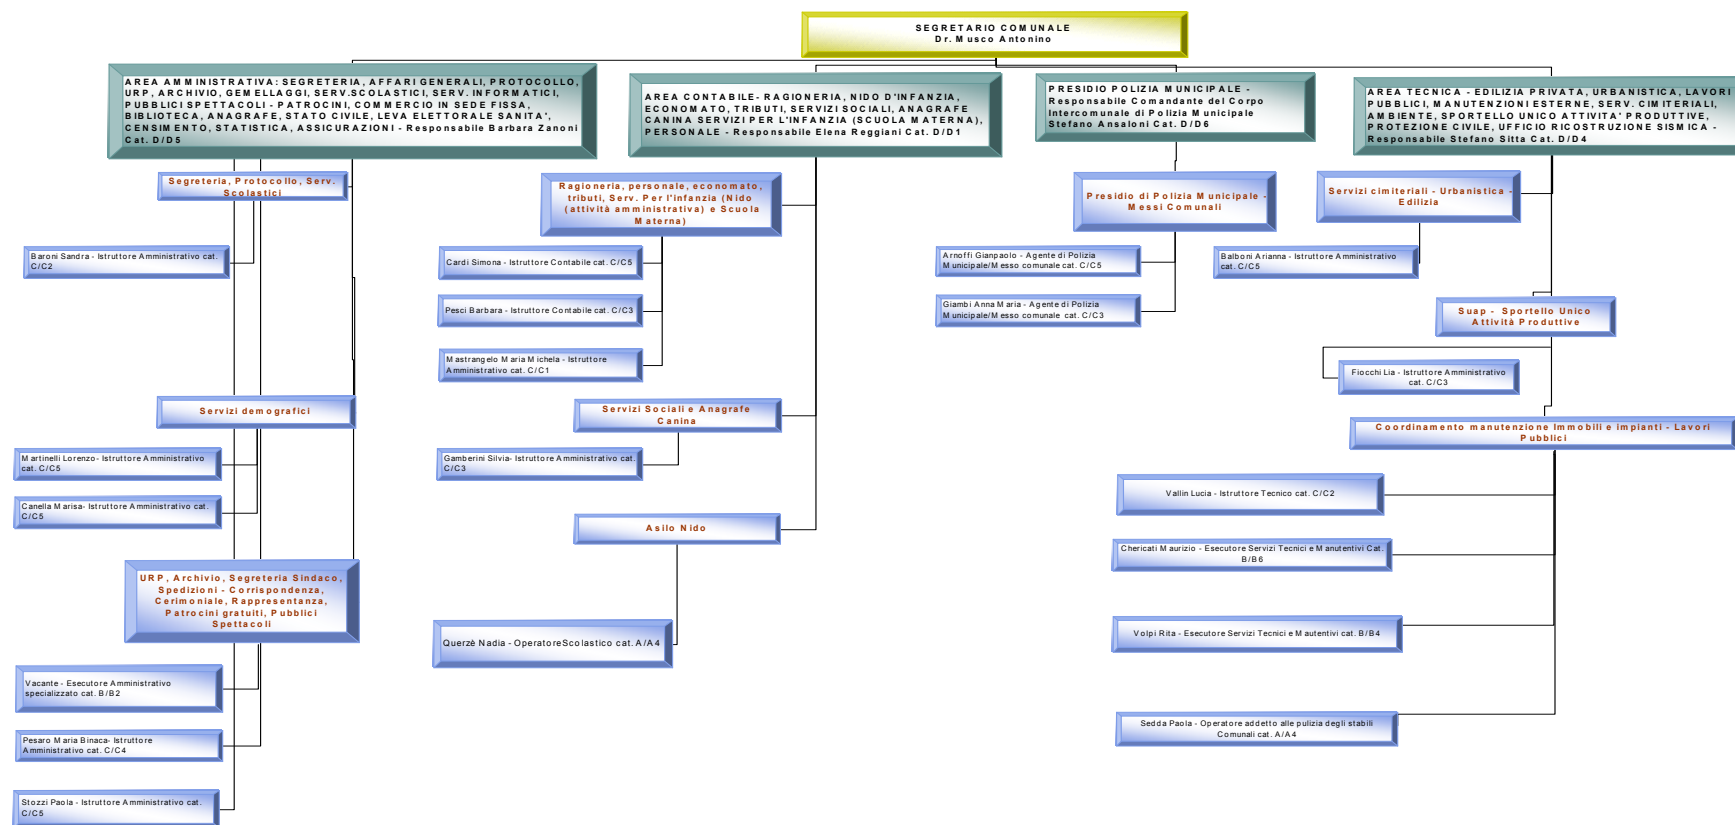 SEGRETARIO COMUNALE
Dr. Musco Antonino
AREA AMMINISTRATIVA: SEGRETERIA, AFFARI GENERALI, PROTOCOLLO,
URP, ARCHIVIO, GEMELLAGGI, SERV.SCOLASTICI, SERV. INFORMATICI,
PUBBLICI SPETTACOLI - PATROCINI, COMMERCIO IN SEDE FISSA,
BIBLIOTECA, ANAGRAFE, STATO CIVILE, LEVA ELETTORALE SANITA',
CENSIMENTO, STATISTICA, ASSICURAZIONI - Responsabile Barbara Zanoni
Cat. D/D5
AREA CONTABILE- RAGIONERIA, NIDO D'INFANZIA,
ECONOMATO, TRIBUTI, SERVIZI SOCIALI, ANAGRAFE
CANINA SERVIZI PER L'INFANZIA (SCUOLA MATERNA),
PERSONALE - Responsabile Elena Reggiani Cat. D/D1
PRESIDIO POLIZIA MUNICIPALE -
Responsabile Comandante del Corpo
Intercomunale di Polizia Municipale
Stefano Ansaloni Cat. D/D6
AREA TECNICA - EDILIZIA PRIVATA, URBANISTICA, LAVORI
PUBBLICI, MANUTENZIONI ESTERNE, SERV. CIMITERIALI,
AMBIENTE, SPORTELLO UNICO ATTIVITA' PRODUTTIVE,
PROTEZIONE CIVILE, UFFICIO RICOSTRUZIONE SISMICA -
Responsabile Stefano Sitta Cat. D/D4
Segreteria, Protocollo, Serv.
Scolastici
Baroni Sandra - Istruttore Amministrativo cat.
C/C2
Servizi demografici
Martinelli Lorenzo- Istruttore Amministrativo
cat. C/C5
Canella Marisa- Istruttore Amministrativo cat.
C/C5
URP, Archivio, Segreteria Sindaco,
Spedizioni - Corrispondenza,
Cerimoniale, Rappresentanza,
Patrocini gratuiti, Pubblici
Spettacoli
Vacante - Esecutore Amministrativo
specializzato cat. B/B2
Pesaro Maria Binaca- Istruttore
Amministrativo cat. C/C4
Stozzi Paola - Istruttore Amministrativo cat.
C/C5
Ragioneria, personale, economato,
tributi, Serv. Per l'infanzia (Nido
(attività amministrativa) e Scuola
Materna)
Cardi Simona - Istruttore Contabile cat. C/C5
Pesci Barbara - Istruttore Contabile cat. C/C3
Mastrangelo Maria Michela - Istruttore
Amministrativo cat. C/C1
Servizi Sociali e Anagrafe
Canina
Gamberini Silvia- Istruttore Amministrativo cat.
C/C3
Asilo Nido
Querzè Nadia - OperatoreScolastico cat. A/A4
Presidio di Polizia Municipale -
Messi Comunali
Arnoffi Gianpaolo - Agente di Polizia
Municipale/Messo comunale cat. C/C5
Giambi Anna Maria - Agente di Polizia
Municipale/Messo comunale cat. C/C3
Servizi cimiteriali - Urbanistica -
Edilizia
Balboni Arianna - Istruttore Amministrativo
cat. C/C5
Suap - Sportello Unico
Attività Produttive
Fiocchi Lia - Istruttore Amministrativo
cat. C/C3
Coordinamento manutenzione Immobili e impianti - Lavori
Pubblici
Vallin Lucia - Istruttore Tecnico cat. C/C2
Chericati Maurizio - Esecutore Servizi Tecnici e Manutentivi Cat.
B/B6
Volpi Rita - Esecutore Servizi Tecnici e Mautentivi cat. B/B4
Sedda Paola - Operatore addetto alle pulizia degli stabili
Comunali cat. A/A4